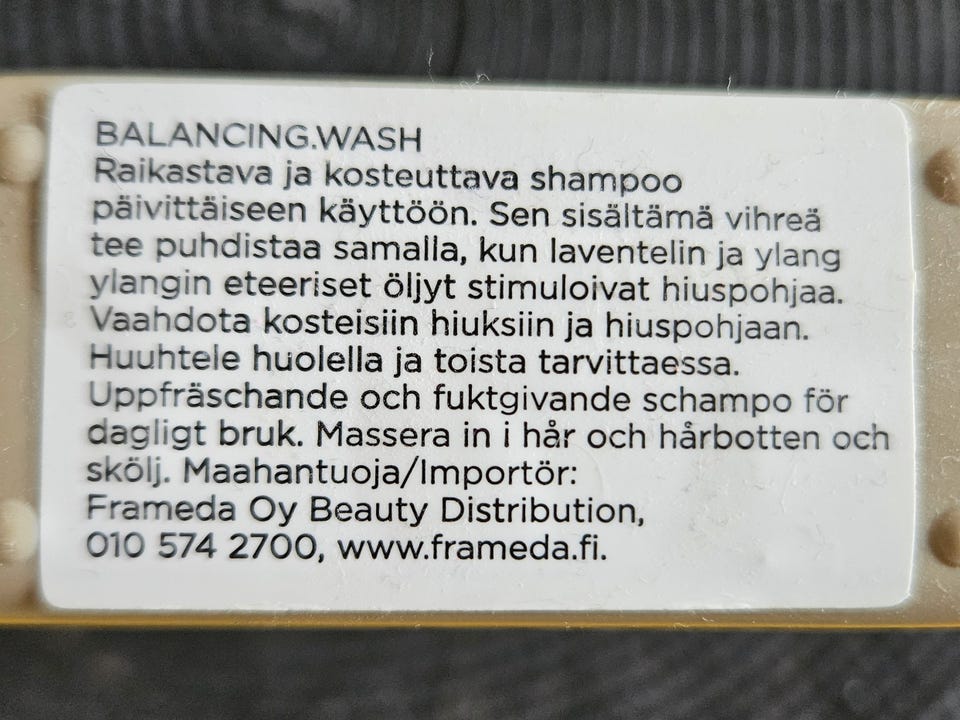 BALANCING.WASH
Raikastava ja kosteuttava shampoo
päivittäiseen käyttöön. Sen sisältämä vihreä
tee puhdistaa samalla, kun laventelin ja ylang
ylangin eteeriset öljyt stimuloivat hiuspohjaa.
Vaahdota kosteisiin hiuksiin ja hiuspohjaan.
Huuhtele huolella ja toista tarvittaessa.
Uppfräschande och fuktgivande schampo för
dagligt bruk. Massera in i hår och hårbotten och
skölj. Maahantuoja/Importör:
Frameda Oy Beauty Distribution,
010 574 2700, www.frameda.fi.